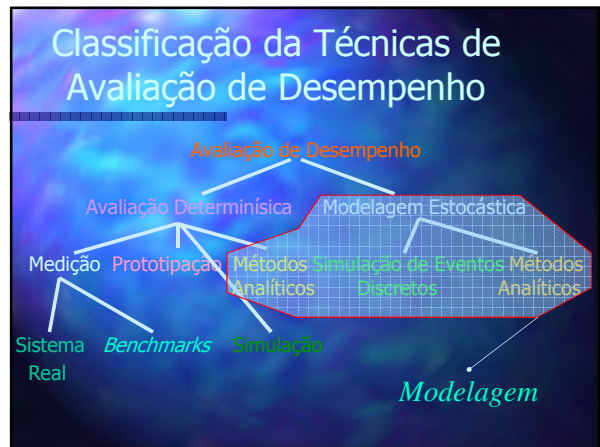 Classificação da Técnicas de
Avaliação de Desempenho
Avaliação de Desempenho
Avaliação Determinísica
Modelagem Estocástica
Medição
Prototipação
Métodos
Analíticos
Simulação de Eventos
Discretos
Métodos
Analíticos
Sistema
Real
Benchmarks
Simulação
Modelagem